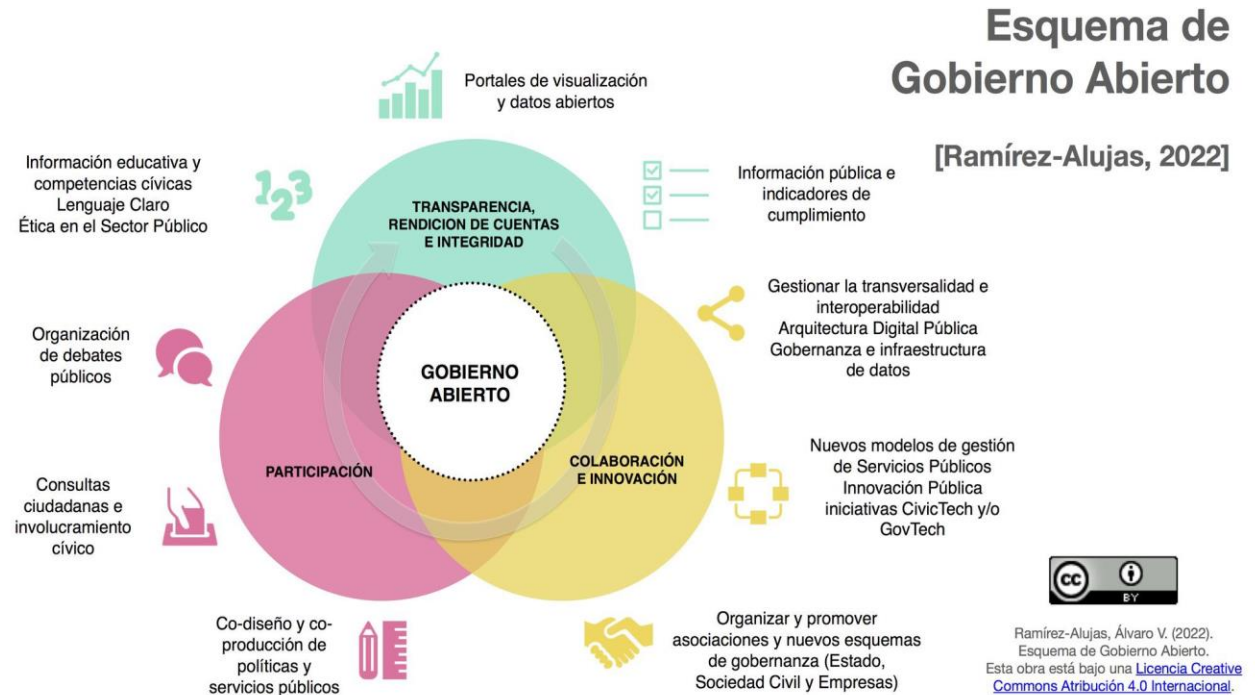 Esquema de
Gobierno Abierto
[Ramírez-Alujas, 2022]
Portales de visualización
y datos abiertos
Información educativa y
competencias cívicas
Lenguaje Claro
Ética en el Sector Público
123
TRANSPARENCIA,
RENDICION DE CUENTAS
E INTEGRIDAD
Información pública e
indicadores de
cumplimiento
Gestionar la transversalidad e
interoperabilidad
Arquitectura Digital Pública
Gobernanza e infraestructura
de datos
Organización
de debates
públicos
GOBIERNO
ABIERTO
PARTICIPACIÓN
COLABORACIÓN
E INNOVACIÓN
Nuevos modelos de gestión
de Servicios Públicos
Innovación Pública
iniciativas CivicTech y/o
GovTech
Consultas
ciudadanas e
involucramiento
cívico
Co-diseño y co-
producción de
políticas y
servicios públicos
Organizar y promover
asociaciones y nuevos esquemas
de gobernanza (Estado,
Sociedad Civil y Empresas)
cc
BY
Ramírez-Alujas, Álvaro V. (2022).
Esquema de Gobierno Abierto.
Esta obra está bajo una Licencia Creative
Commons Atribución 4.0 Internacional.